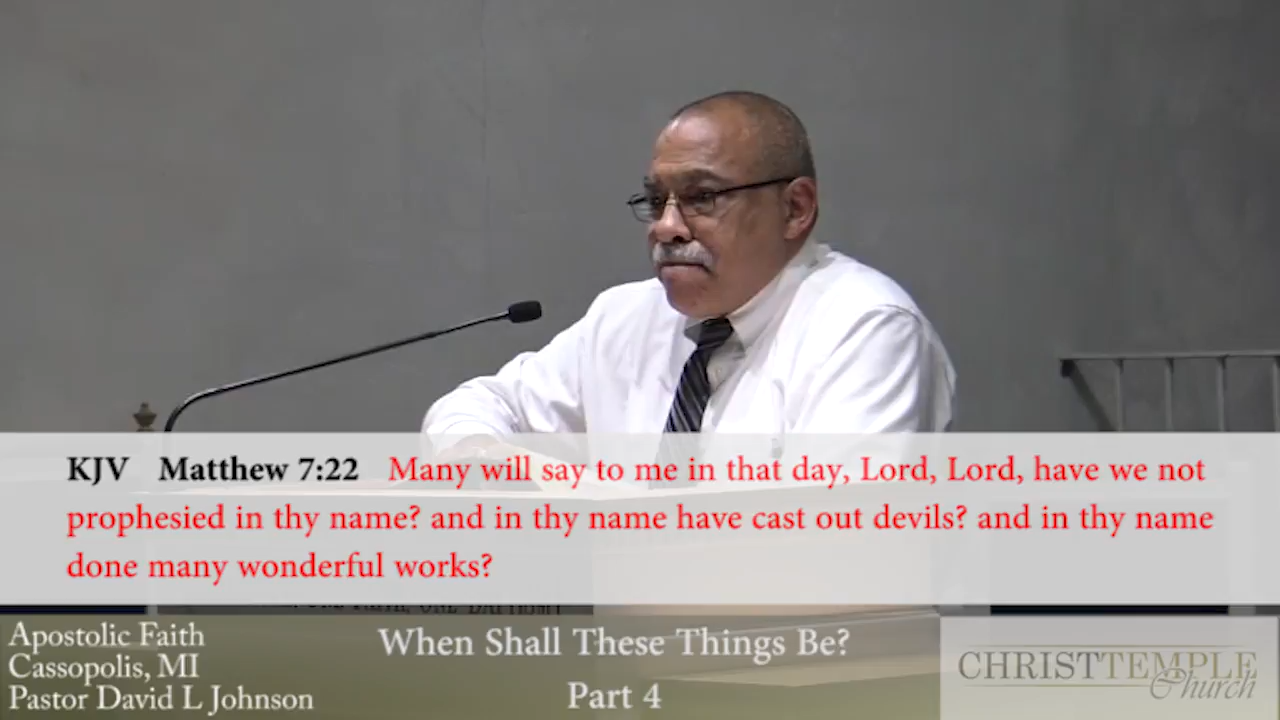 KJV Matthew 7:22 Many will say to me in that day, Lord, Lord, have we not
prophesied in thy name? and in thy name have cast out devils? and in thy name
done many wonderful works?
Apostolic Faith
Cassopolis, MI
Pastor David L Johnson
When Shall These Things Be?
Part 4
CHRISTTEMPLE
Church